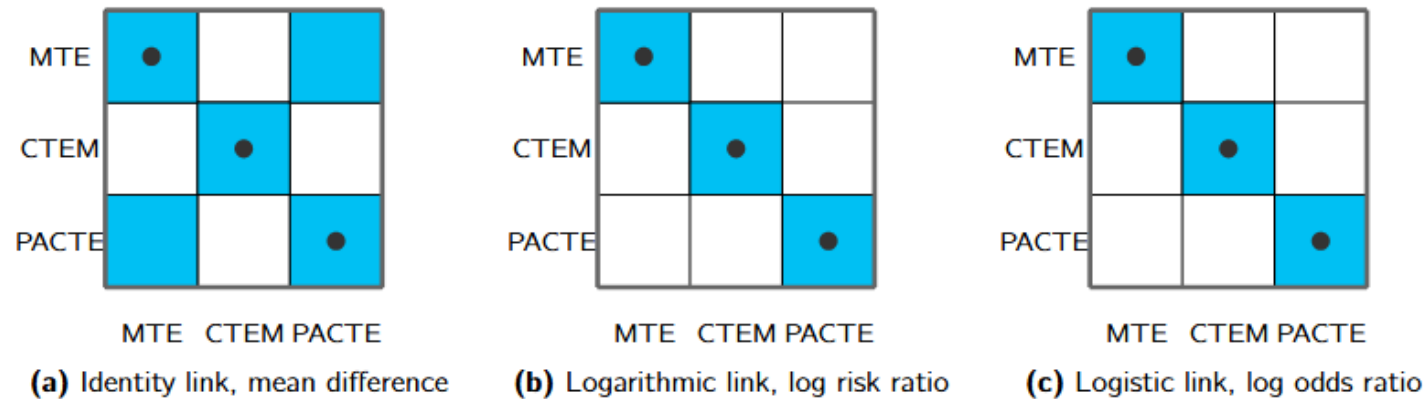 MTE
CTEM
PACTE
MTE CTEM PACTE
(a) Identity link, mean difference
MTE
CTEM
PACTE
MTE CTEM PACTE
(b) Logarithmic link, log risk ratio
MTE
CTEM
PACTE
MTE CTEM PACTE
(c) Logistic link, log odds ratio